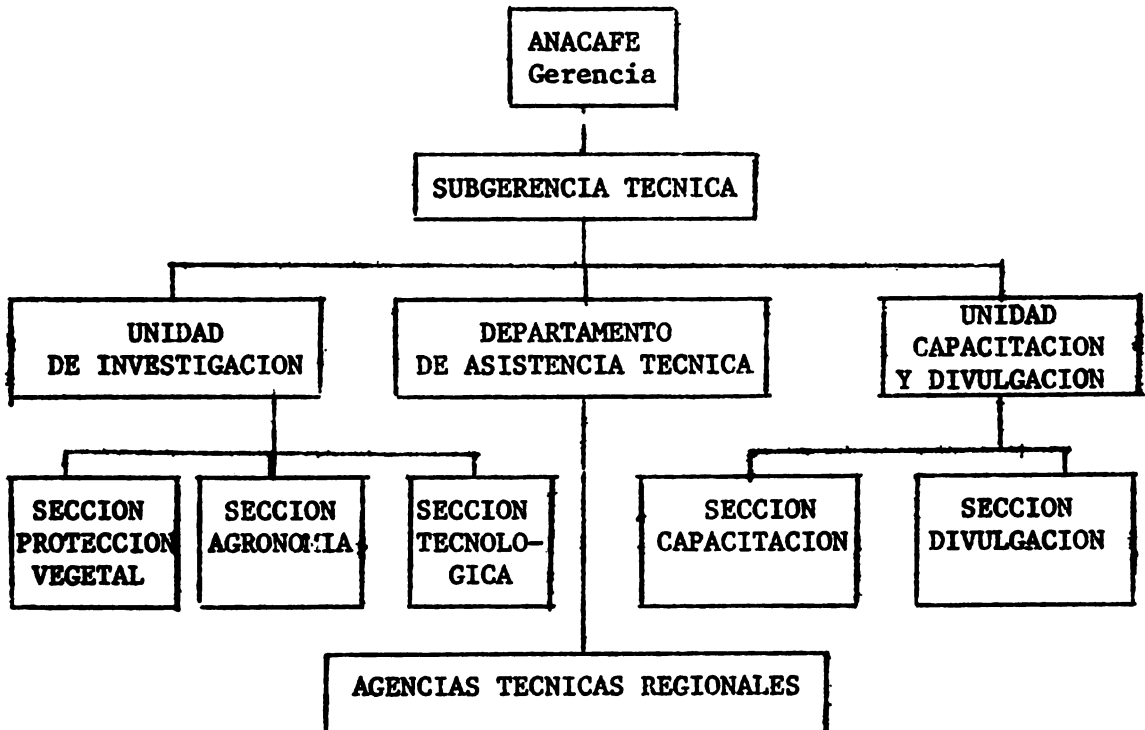 ANACAFE
Gerencia
SUBGERENCIA TECNICA
UNIDAD
DE INVESTIGACION
DEPARTAMENTO
DE ASISTENCIA TECNICA
UNIDAD
CAPACITACION
Y DIVULGACION
SECCION
PROTECCION
VEGETAL
SECCION
AGRONOMIA
SECCION
TECNOLO-
GICA
SECCION
CAPACITACION
SECCION
DIVULGACION
AGENCIAS TECNICAS REGIONALES